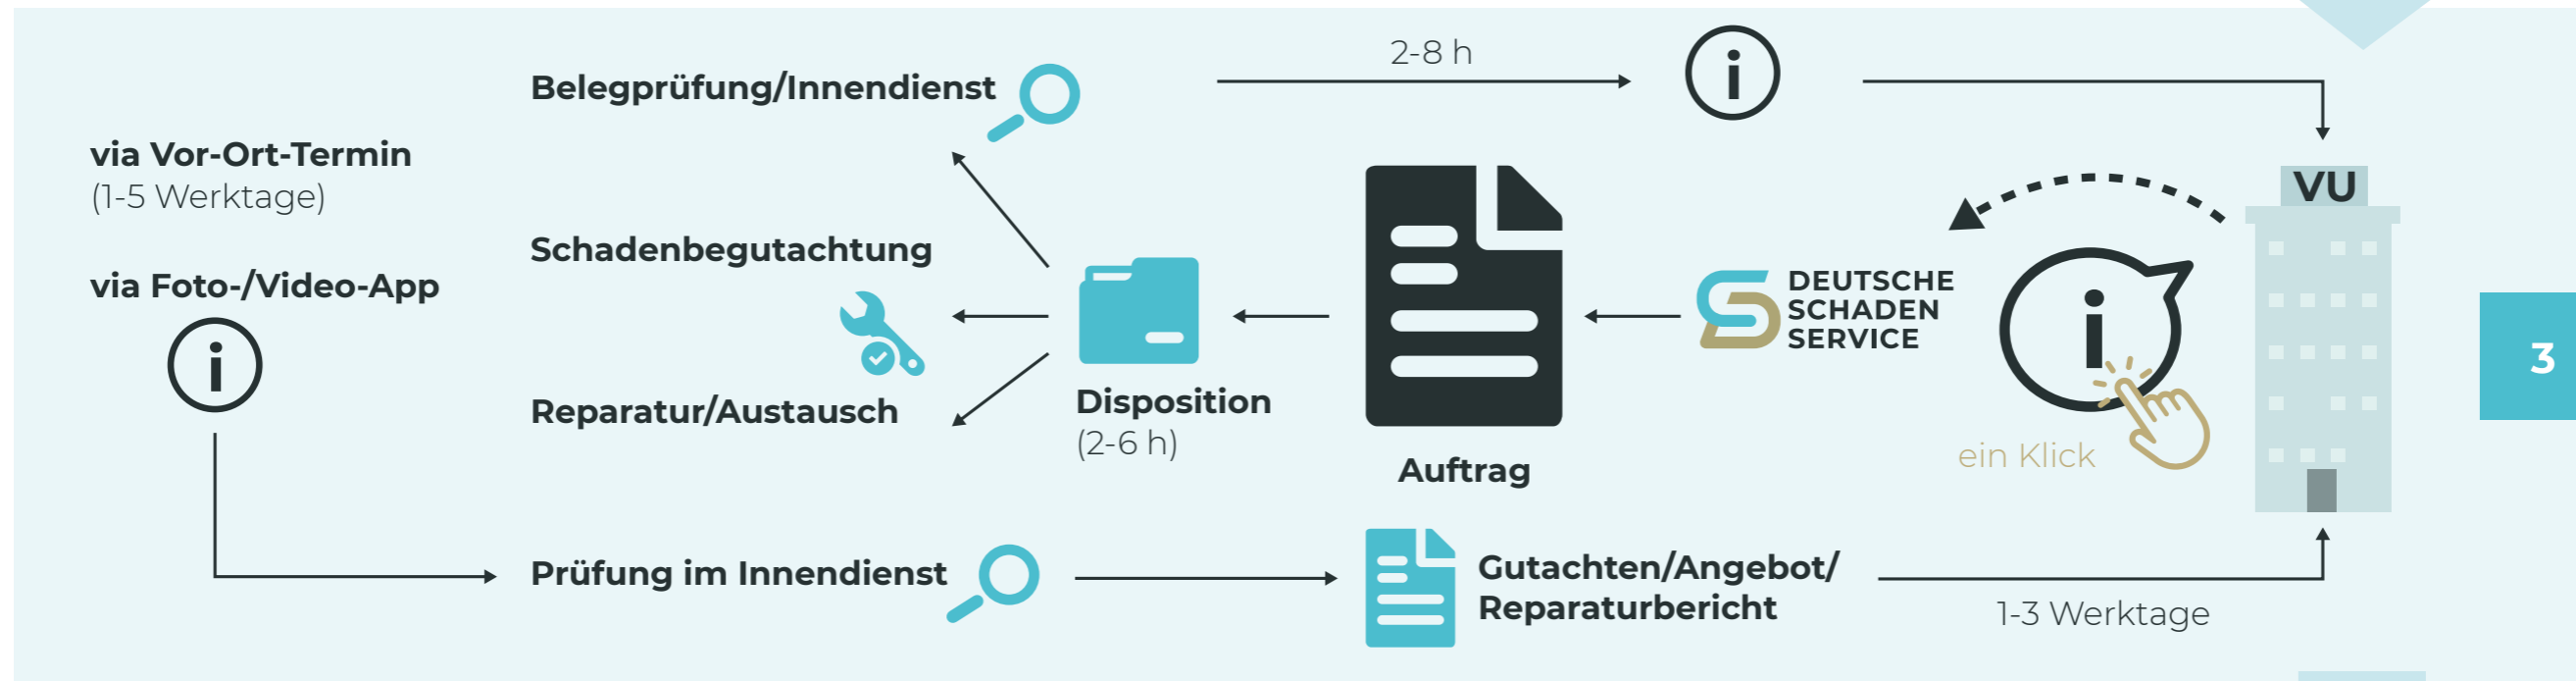 2-8 h
Belegprüfung/Innendienst
via Vor-Ort-Termin
(1-5 Werktage)
VU
Schadenbegutachtung
via Foto-/Video-App
DEUTSCHE
SCHADEN
SERVICE
3
Reparatur/Austausch
Disposition
(2-6 h)
Auftrag
ein Klick
Prüfung im Innendienst
Gutachten/Angebot/
Reparaturbericht
1-3 Werktage